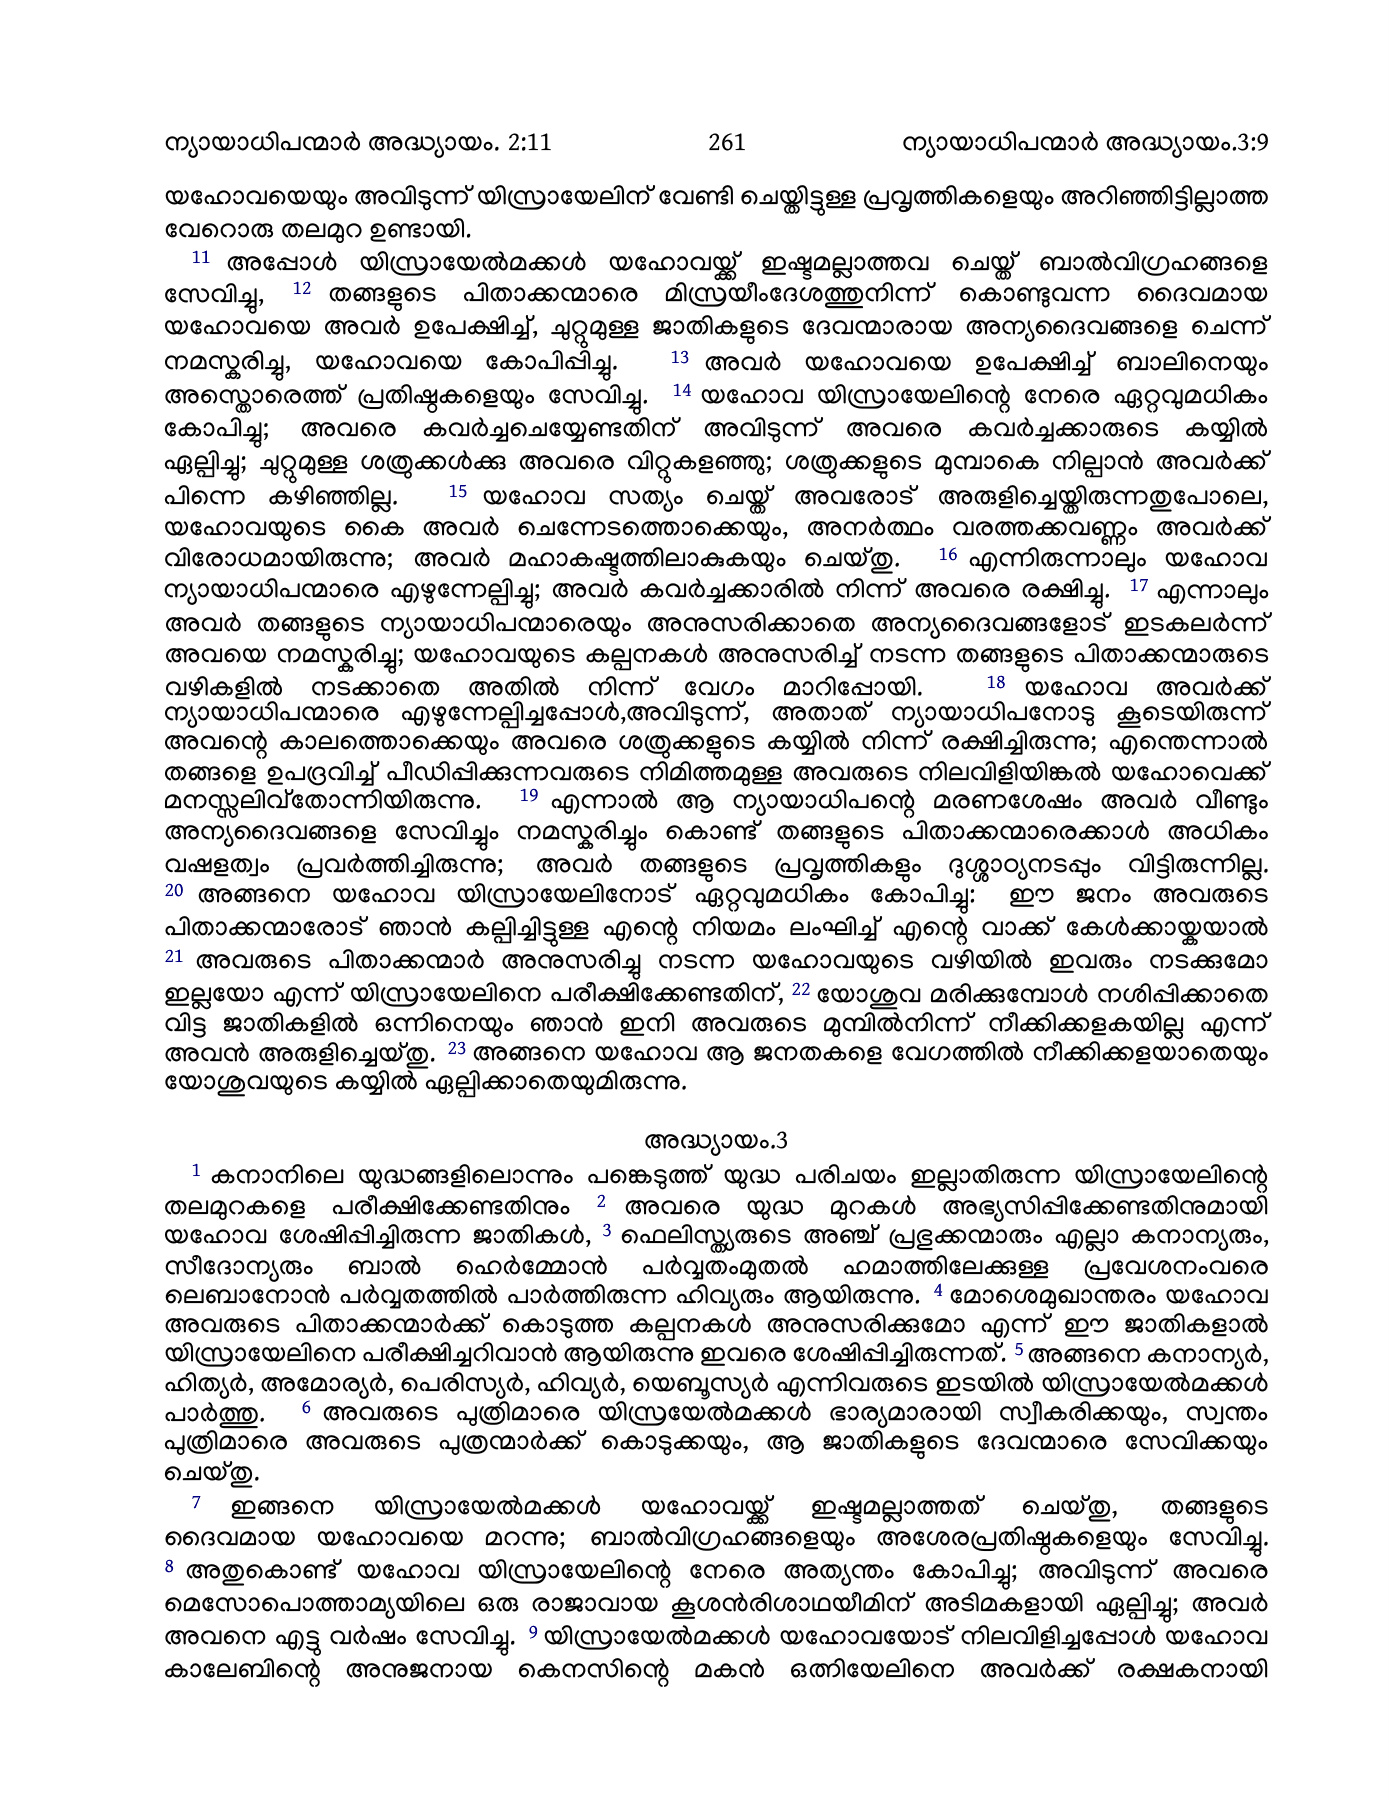 ന്യായാധിപന്മാർ അദ്ധ്യായം. 2:11 261 ന്യായാധിപന്മാർ അദ്ധ്യായം.3:9
യഹോവയെയും അവിടുന്ന് യിസ്രായേലിന് വേണ്ടി ചെയ്തിട്ടുള്ള പ്രവൃത്തികളെയും അറിഞ്ഞിട്ടില്ലാത്ത
വേറൊരു തലമുറ ഉണ്ടായി.
11 അപ്പോൾ യിസ്രായേൽമക്കൾ യഹോവയ്ക്ക് ഇഷ്ടമല്ലാത്തവ ചെയ്ത് ബാൽവിഗ്രഹങ്ങളെ
സേവിച്ചു, 12 തങ്ങളുടെ പിതാക്കന്മാരെ മിസ്രയീംദേശത്തുനിന്ന് കൊണ്ടുവന്ന ദൈവമായ
യഹോവയെ അവർ ഉപേക്ഷിച്ച്, ചുറ്റുമുള്ള ജാതികളുടെ ദേവന്മാരായ അന്യദൈവങ്ങളെ ചെന്ന്
നമസ്കരിച്ചു, യഹോവയെ കോപിപ്പിച്ചു. 13 അവർ യഹോവയെ ഉപേക്ഷിച്ച് ബാലിനെയും
അസ്തൊരെത്ത് പ്രതിഷ്ഠകളെയും സേവിച്ചു. 14 യഹോവ യിസ്രായേലിന്റെ നേരെ ഏറ്റവുമധികം
കോപിച്ചു; അവരെ കവർച്ചചെയ്യേണ്ടതിന് അവിടുന്ന് അവരെ കവർച്ചക്കാരുടെ കയ്യിൽ
ഏല്പിച്ചു; ചുറ്റുമുള്ള ശത്രുക്കൾക്കു അവരെ വിറ്റുകളഞ്ഞു; ശത്രുക്കളുടെ മുമ്പാകെ നില്പാൻ അവർക്ക്
പിന്നെ കഴിഞ്ഞില്ല. 15 യഹോവ സത്യം ചെയ്ത് അവരോട് അരുളിച്ചെയ്തിരുന്നതുപോലെ,
യഹോവയുടെ കൈ അവർ ചെന്നേടത്തൊക്കെയും, അനർത്ഥം വരത്തക്കവണ്ണം അവർക്ക്
വിരോധമായിരുന്നു; അവർ മഹാകഷ്ടത്തിലാകുകയും ചെയ്തു. 16 എന്നിരുന്നാലും യഹോവ
ന്യായാധിപന്മാരെ എഴുന്നേല്പിച്ചു; അവർ കവർച്ചക്കാരിൽ നിന്ന് അവരെ രക്ഷിച്ചു. 17 എന്നാലും
അവർ തങ്ങളുടെ ന്യായാധിപന്മാരെയും അനുസരിക്കാതെ അന്യദൈവങ്ങളോട് ഇടകലർന്ന്
അവയെ നമസ്കരിച്ചു; യഹോവയുടെ കല്പനകൾ അനുസരിച്ച് നടന്ന തങ്ങളുടെ പിതാക്കന്മാരുടെ
വഴികളിൽ നടക്കാതെ അതിൽ നിന്ന് വേഗം മാറിപ്പോയി. 18 യഹോവ അവർക്ക്
ന്യായാധിപന്മാരെ എഴുന്നേല്പിച്ചപ്പോൾ,അവിടുന്ന്, അതാത് ന്യായാധിപനോടു കൂടെയിരുന്ന്
അവന്റെ കാലത്തൊക്കെയും അവരെ ശത്രുക്കളുടെ കയ്യിൽ നിന്ന് രക്ഷിച്ചിരുന്നു; എന്തെന്നാൽ
തങ്ങളെ ഉപദ്രവിച്ച് പീഡിപ്പിക്കുന്നവരുടെ നിമിത്തമുള്ള അവരുടെ നിലവിളിയിങ്കൽ യഹോവെക്ക്
മനസ്സലിവ്തോന്നിയിരുന്നു. 19 എന്നാൽ ആ ന്യായാധിപന്റെ മരണശേഷം അവർ വീണ്ടും
അന്യദൈവങ്ങളെ സേവിച്ചും നമസ്കരിച്ചും കൊണ്ട് തങ്ങളുടെ പിതാക്കന്മാരെക്കാൾ അധികം
വഷളത്വം പ്രവർത്തിച്ചിരുന്നു; അവർ തങ്ങളുടെ പ്രവൃത്തികളും ദുശ്ശാഠ്യനടപ്പും വിട്ടിരുന്നില്ല.
20 അങ്ങനെ യഹോവ യിസ്രായേലിനോട് ഏറ്റവുമധികം കോപിച്ചു: ഈ ജനം അവരുടെ
പിതാക്കന്മാരോട് ഞാൻ കല്പിച്ചിട്ടുള്ള എന്റെ നിയമം ലംഘിച്ച് എന്റെ വാക്ക് കേൾക്കായ്കയാൽ
21 അവരുടെ പിതാക്കന്മാർ അനുസരിച്ചു നടന്ന യഹോവയുടെ വഴിയിൽ ഇവരും നടക്കുമോ
ഇല്ലയോ എന്ന് യിസ്രായേലിനെ പരീക്ഷിക്കേണ്ടതിന്, 22 യോശുവ മരിക്കുമ്പോൾ നശിപ്പിക്കാതെ
വിട്ട ജാതികളിൽ ഒന്നിനെയും ഞാൻ ഇനി അവരുടെ മുമ്പിൽനിന്ന് നീക്കിക്കളകയില്ല എന്ന്
അവൻ അരുളിച്ചെയ്തു. 23 അങ്ങനെ യഹോവ ആ ജനതകളെ വേഗത്തിൽ നീക്കിക്കളയാതെയും
യോശുവയുടെ കയ്യിൽ ഏല്പിക്കാതെയുമിരുന്നു.
അദ്ധ്യായം.3
1 കനാനിലെ യുദ്ധങ്ങളിലൊന്നും പങ്കെടുത്ത് യുദ്ധ പരിചയം ഇല്ലാതിരുന്ന യിസ്രായേലിന്റെ
തലമുറകളെ പരീക്ഷിക്കേണ്ടതിനും 2 അവരെ യുദ്ധ മുറകൾ അഭ്യസിപ്പിക്കേണ്ടതിനുമായി
യഹോവ ശേഷിപ്പിച്ചിരുന്ന ജാതികൾ, 3 ഫെലിസ്ത്യരുടെ അഞ്ച് പ്രഭുക്കന്മാരും എല്ലാ കനാന്യരും,
സീദോന്യരും ബാൽ ഹെർമ്മോൻ പർവ്വതംമുതൽ ഹമാത്തിലേക്കുള്ള പ്രവേശനംവരെ
ലെബാനോൻ പർവ്വതത്തിൽ പാർത്തിരുന്ന ഹിവ്യരും ആയിരുന്നു. 4 മോശെമുഖാന്തരം യഹോവ
അവരുടെ പിതാക്കന്മാർക്ക് കൊടുത്ത കല്പനകൾ അനുസരിക്കുമോ എന്ന് ഈ ജാതികളാൽ
യിസ്രായേലിനെ പരീക്ഷിച്ചറിവാൻ ആയിരുന്നു ഇവരെ ശേഷിപ്പിച്ചിരുന്നത്. 5 അങ്ങനെ കനാന്യർ,
ഹിത്യർ, അമോര്യർ, പെരിസ്യർ, ഹിവ്യർ, യെബൂസ്യർ എന്നിവരുടെ ഇടയിൽ യിസ്രായേൽമക്കൾ
പാർത്തു. 6 അവരുടെ പുത്രിമാരെ യിസ്രയേൽമക്കൾ ഭാര്യമാരായി സ്വീകരിക്കയും, സ്വന്തം
പുത്രിമാരെ അവരുടെ പുത്രന്മാർക്ക് കൊടുക്കയും, ആ ജാതികളുടെ ദേവന്മാരെ സേവിക്കയും
ചെയ്തു.
7 ഇങ്ങനെ യിസ്രായേൽമക്കൾ യഹോവയ്ക്ക് ഇഷ്ടമല്ലാത്തത് ചെയ്തു, തങ്ങളുടെ
ദൈവമായ യഹോവയെ മറന്നു; ബാൽവിഗ്രഹങ്ങളെയും അശേരപ്രതിഷ്ഠകളെയും സേവിച്ചു.
8 അതുകൊണ്ട് യഹോവ യിസ്രായേലിന്റെ നേരെ അത്യന്തം കോപിച്ചു; അവിടുന്ന് അവരെ
മെസോപൊത്താമ്യയിലെ ഒരു രാജാവായ കൂശൻരിശാഥയീമിന് അടിമകളായി ഏല്പിച്ചു; അവർ
അവനെ എട്ടു വർഷം സേവിച്ചു. 9 യിസ്രായേൽമക്കൾ യഹോവയോട് നിലവിളിച്ചപ്പോൾ യഹോവ
കാലേബിന്റെ അനുജനായ കെനസിന്റെ മകൻ ഒത്നിയേലിനെ അവർക്ക് രക്ഷകനായി